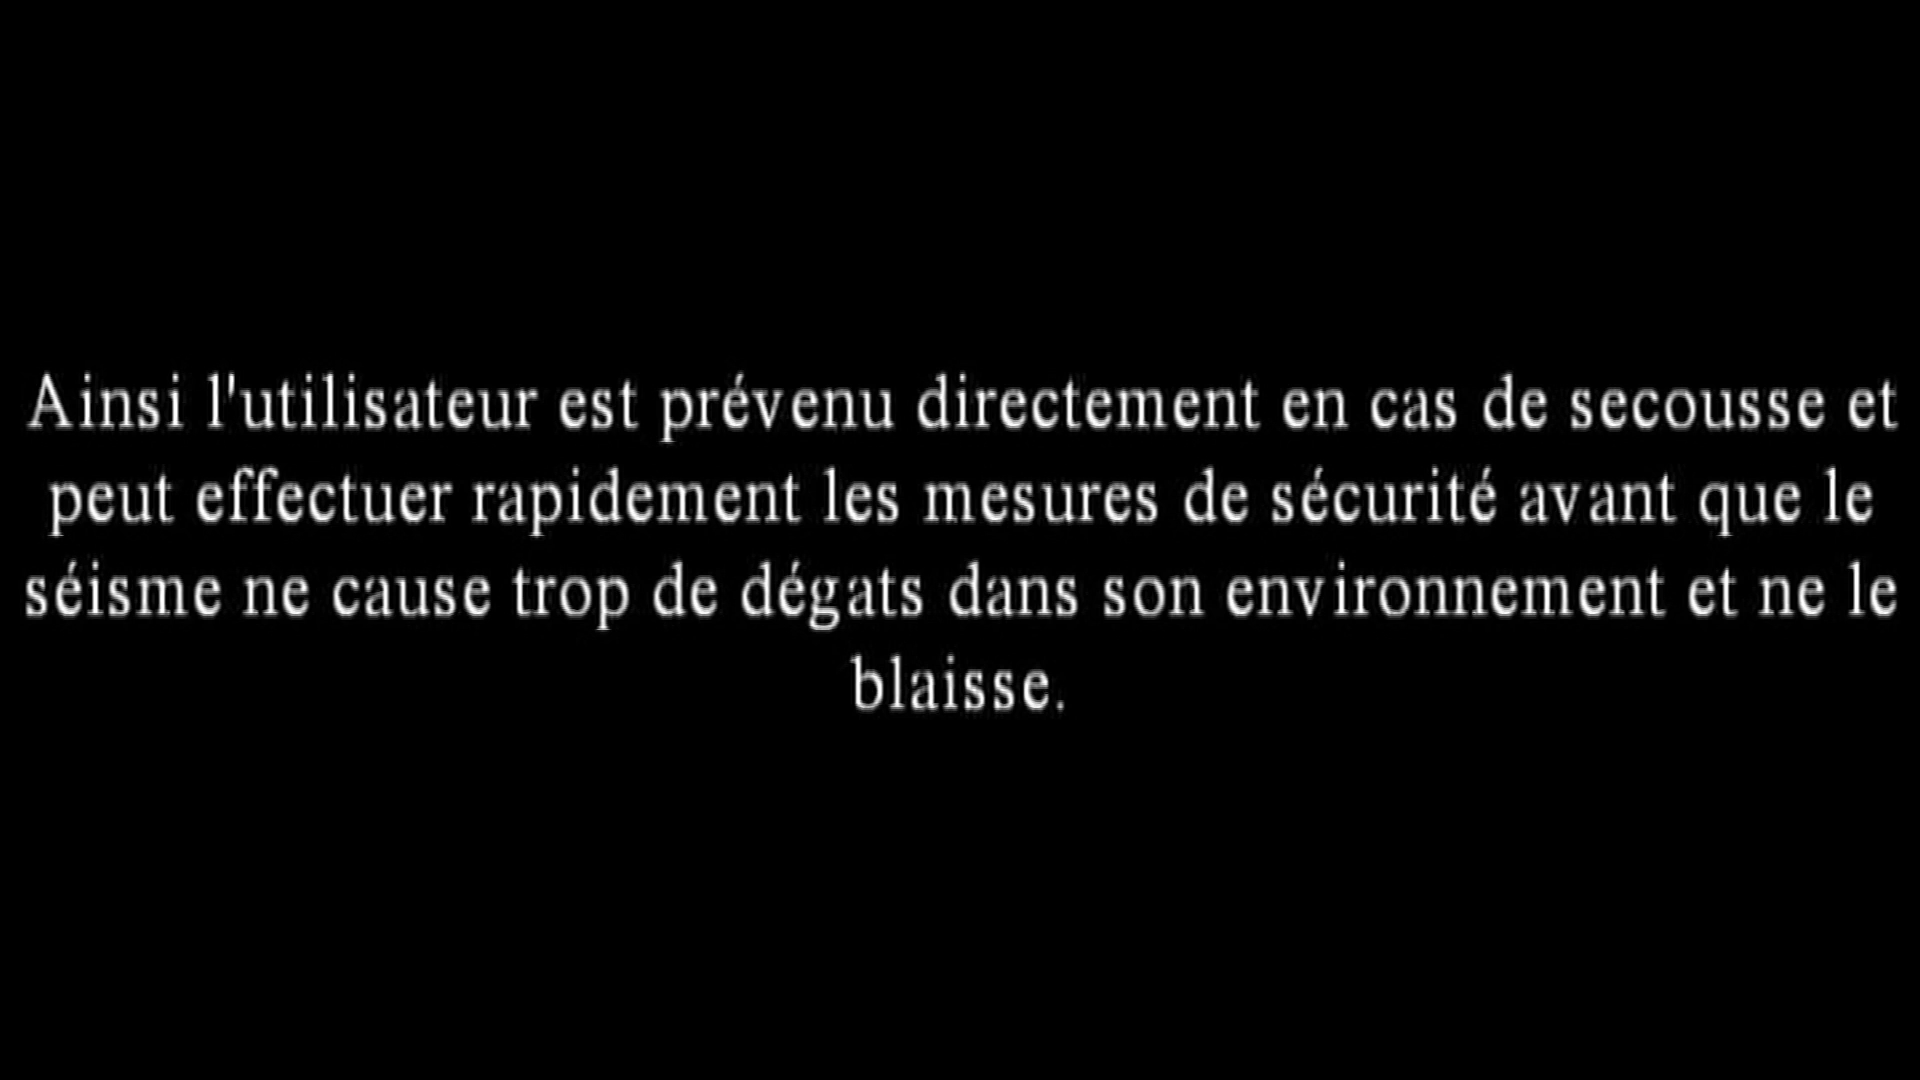 Ainsi l'utilisateur est prévenu directement en cas de secousse et
peut effectuer rapidement les mesures de sécurité avant que le
séisme ne cause trop de dégats dans son environnement et ne le
blaisse.